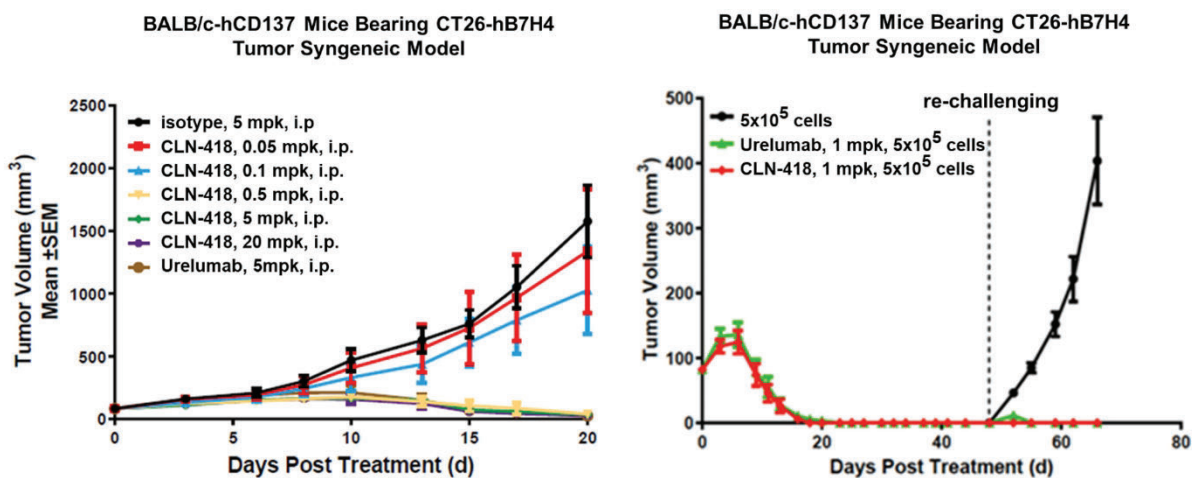 BALB/c-hCD137 Mice Bearing CT26-hB7H4
Tumor Syngeneic Model
Tumor Volume (mm³)
Mean ±SEM
2500
2000
1500
1000
500
0
isotype, 5 mpk, i.p
CLN-418, 0.05 mpk, i.p.
CLN-418, 0.1 mpk, i.p.
CLN-418, 0.5 mpk, i.p.
CLN-418, 5 mpk, i.p.
CLN-418, 20 mpk, i.p.
Urelumab, 5mpk, i.p.
0 5 10 15 20
Days Post Treatment (d)
BALB/c-hCD137 Mice Bearing CT26-hB7H4
Tumor Syngeneic Model
re-challenging
Tumor Volume (mm³)
500
400
300
200
100
0
5x10⁵ cells
Urelumab, 1 mpk, 5x10⁵ cells
CLN-418, 1 mpk, 5x10⁵ cells
0 20 40 60 80
Days Post Treatment (d)